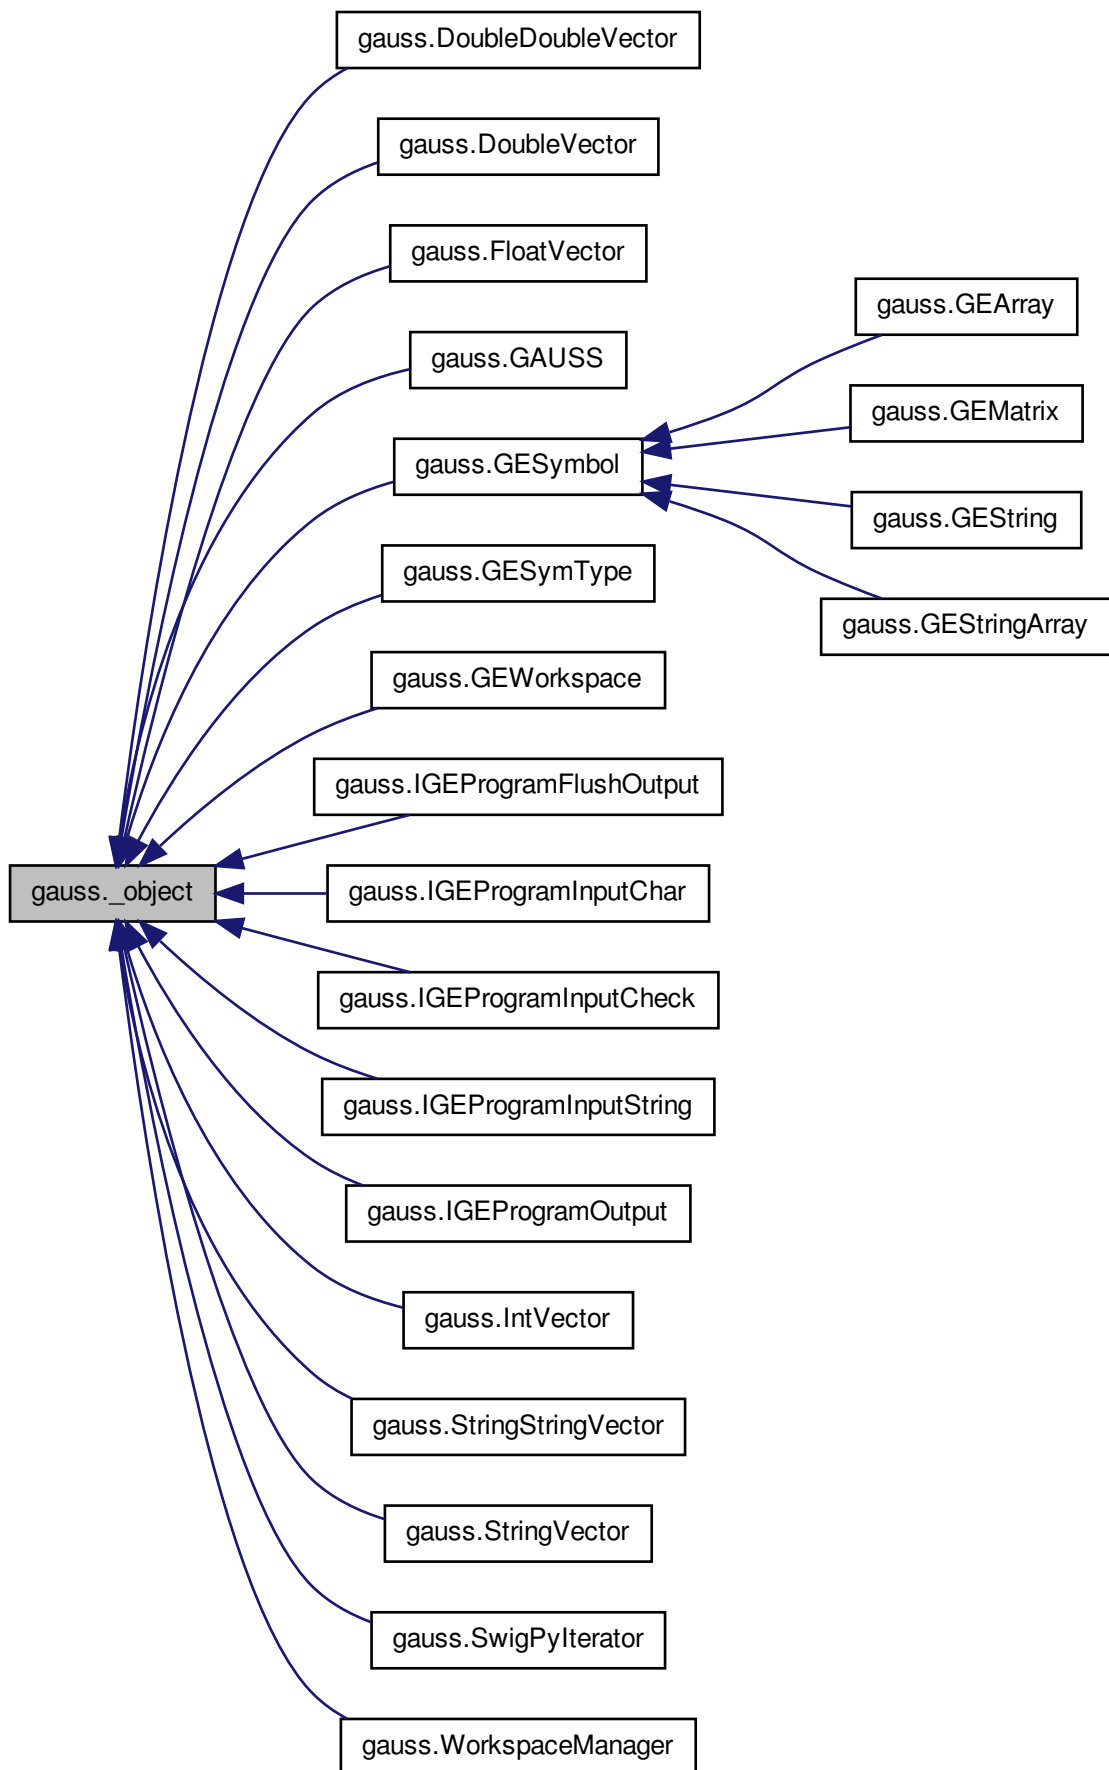 gauss.DoubleDoubleVector
gauss.DoubleVector
gauss.FloatVector
gauss.GEArray
gauss.GAUSS
gauss.GEMatrix
gauss.GESymbol
gauss.GEString
gauss.GESymType
gauss.GEStringArray
gauss.GEWorkspace
gauss.IGEProgramFlushOutput
gauss._object
gauss.IGEProgramInputChar
gauss.IGEProgramInputCheck
gauss.IGEProgramInputString
gauss.IGEProgramOutput
gauss.IntVector
gauss.StringStringVector
gauss.StringVector
gauss.SwigPyIterator
gauss.WorkspaceManager